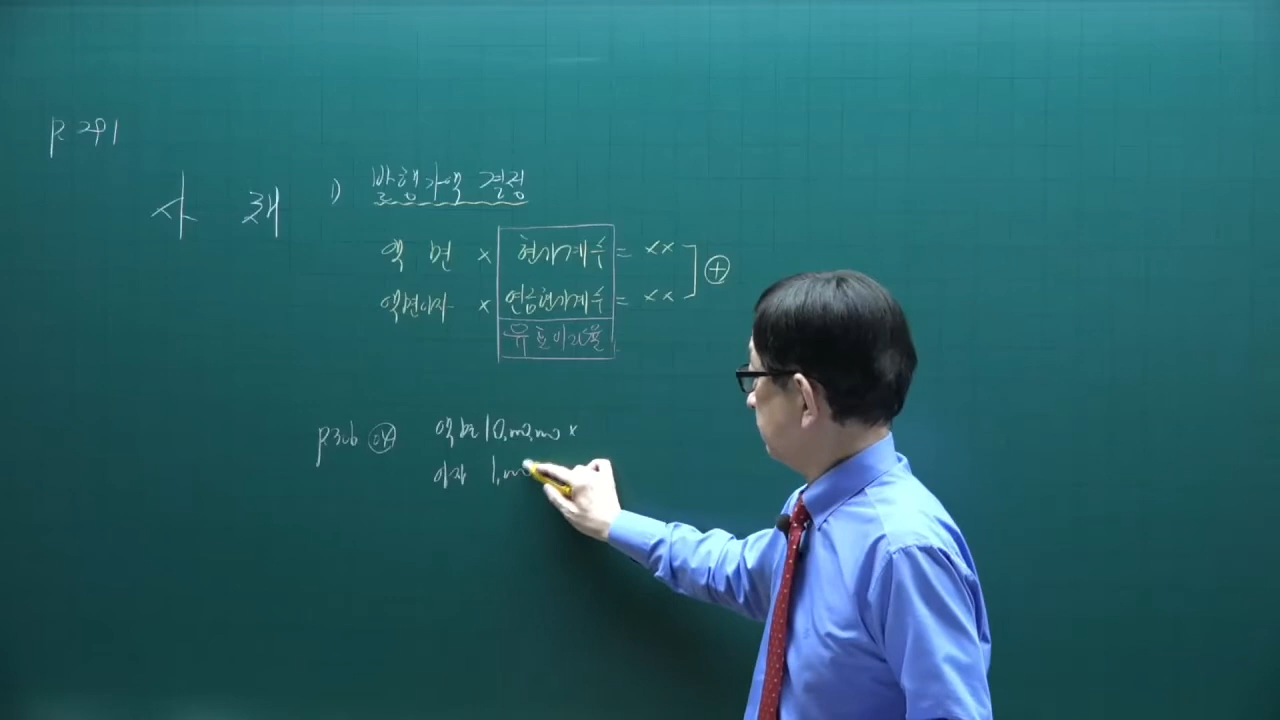 P. 291
사 채
1) 발행가액 결정
액 면 × 현가계수 = ××
액면이자 × 연금현가계수 = ×× ⊕
유효이자율
P.306 액면 10,000,000 ×
이자 1,00